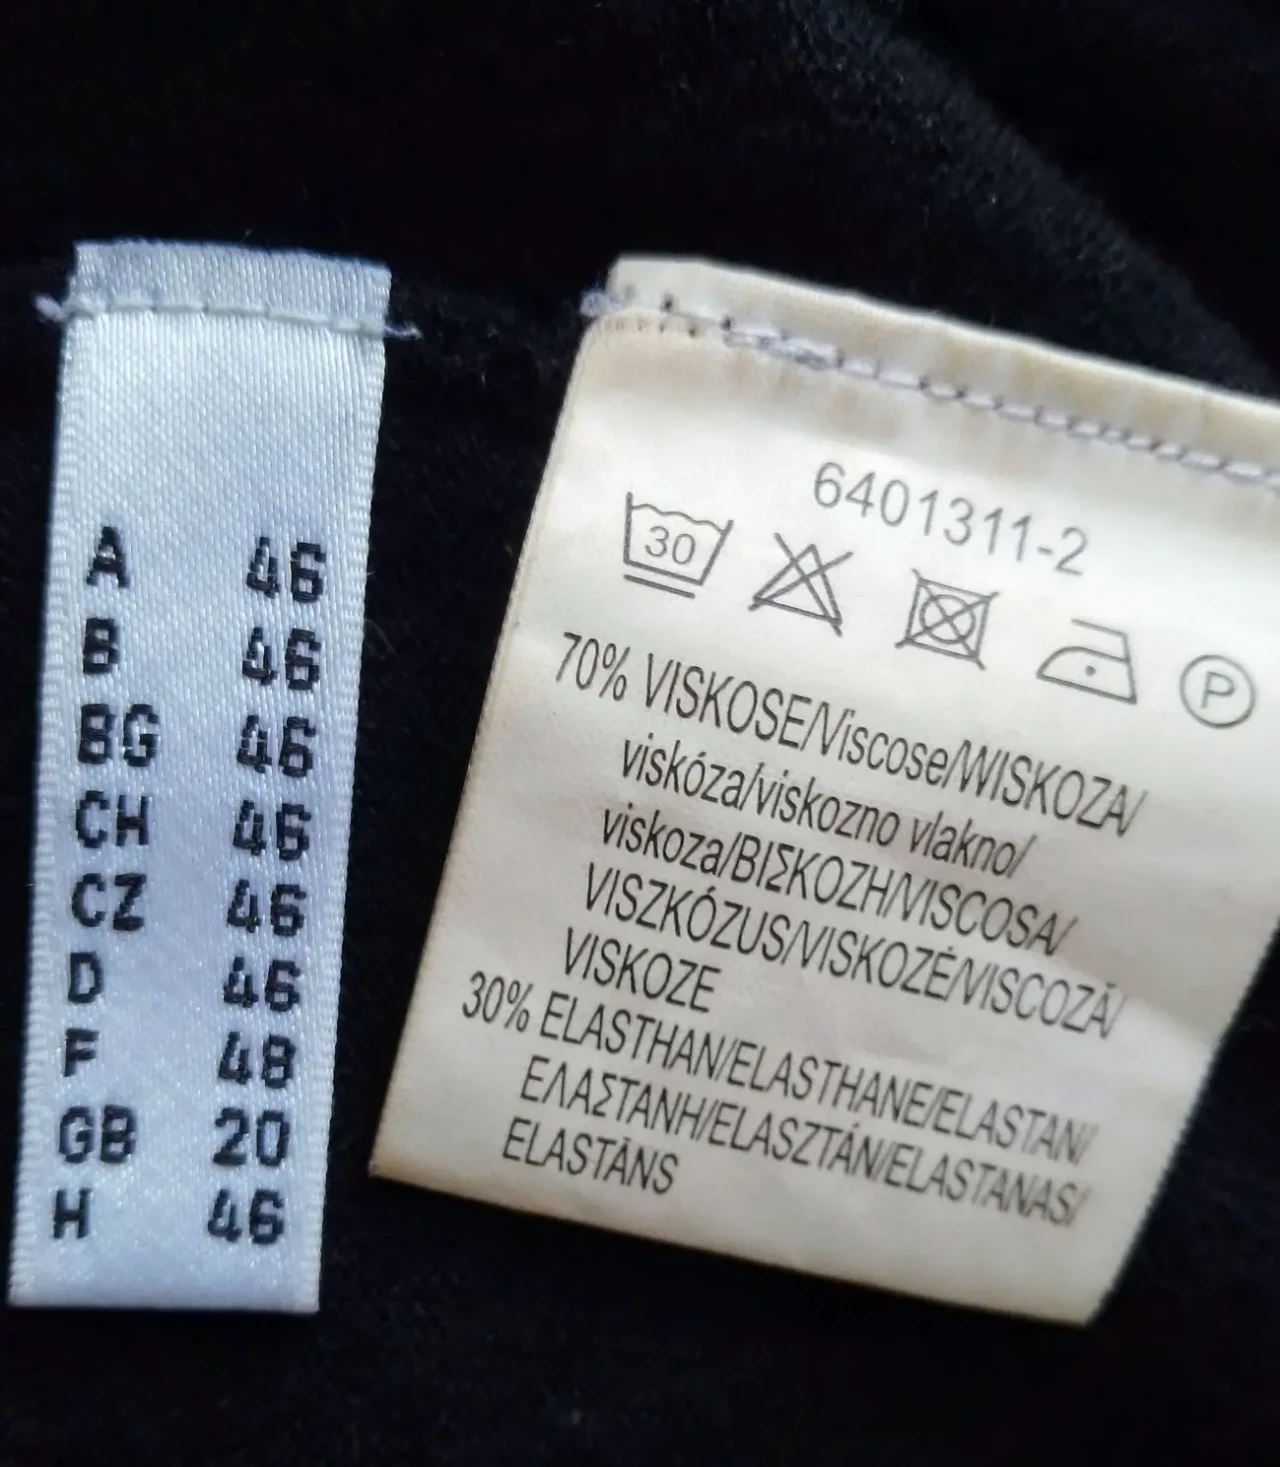 A 46
B 46
BG 46
CH 46
CZ 46
D 46
F 48
GB 20
H 46
6401311-2
30
P
70% VISKOSE/Viscose/WISKOZA/
viskóza/viskozno vlakno/
viskoza/ΒΙΣΚΟΖΗ/VISCOSA/
VISZKÓZUS/VISKOZĖ/VISCOZĂ/
VISKOZE
30% ELASTHAN/ELASTHANE/ELASTAN/
ΕΛΑΣΤΑΝΗ/ELASZTÁN/ELASTANAS/
ELASTĀNS